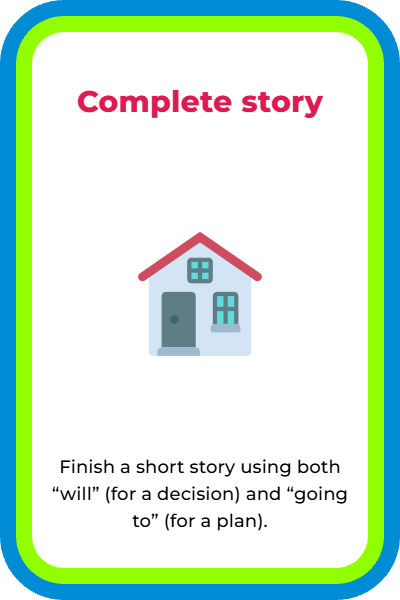 Complete story
Finish a short story using both
“will” (for a decision) and “going
to” (for a plan).